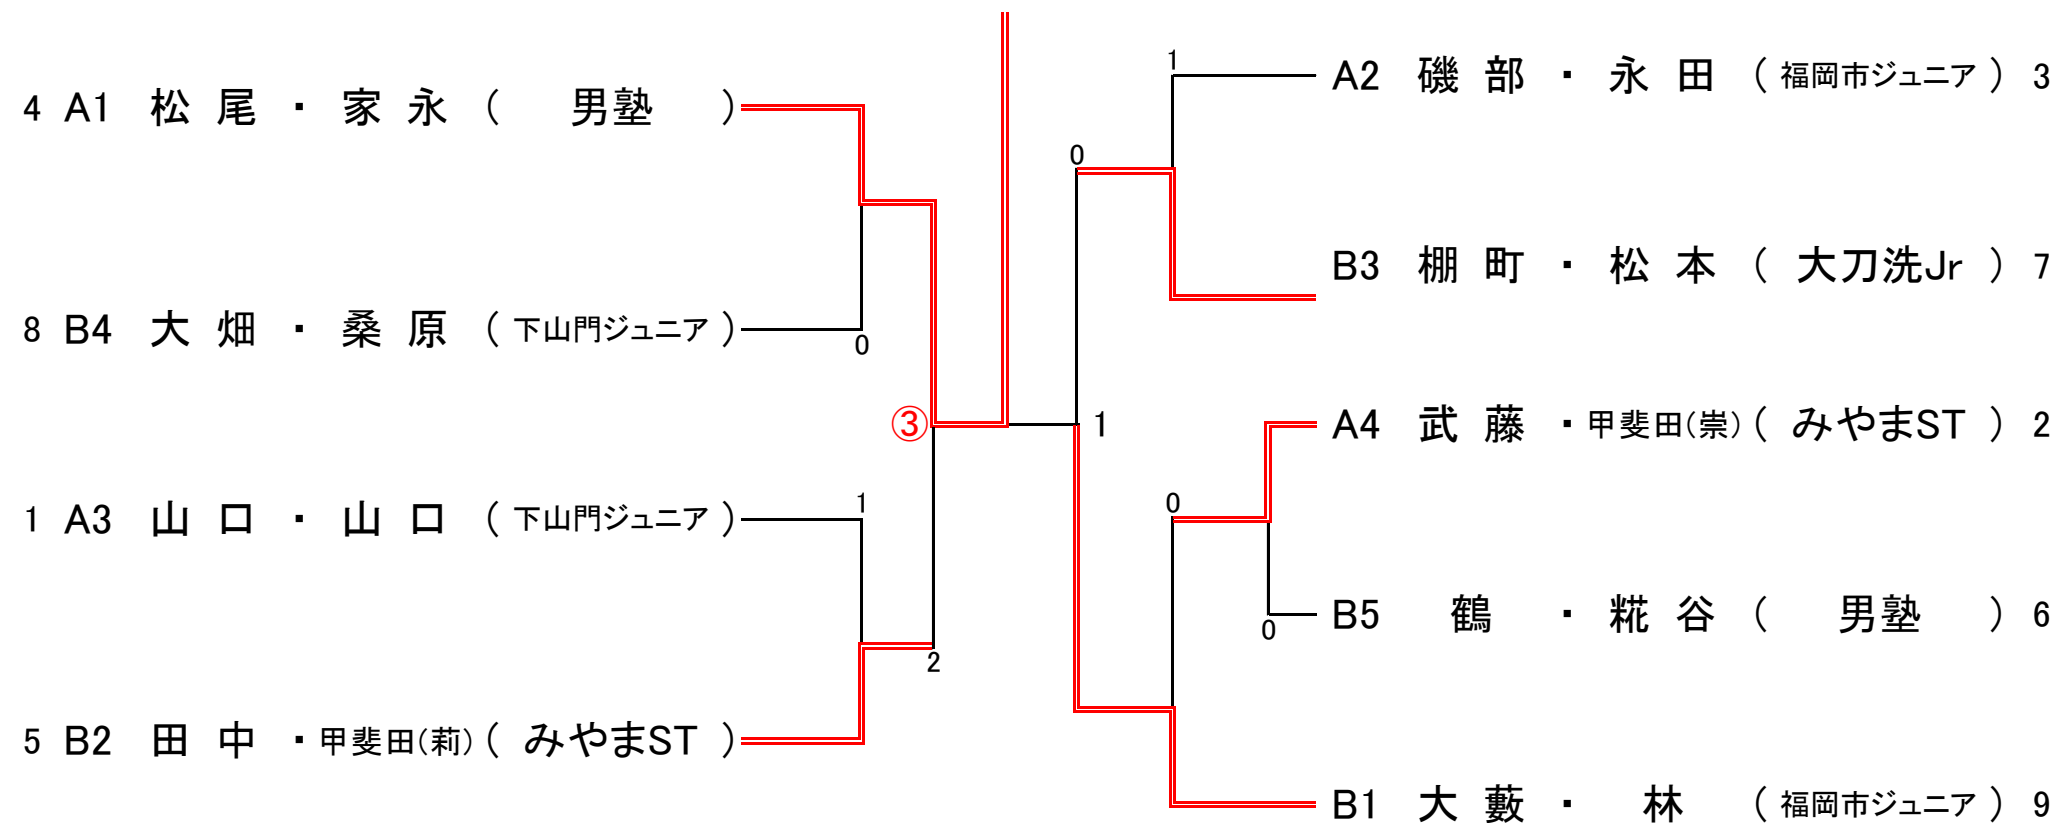 4 A1 松尾・家永（ 男塾 ）
0
8 B4 大畑・桑原（ 下山門ジュニア ）
③
1
1 A3 山口・山口（ 下山門ジュニア ）
2
5 B2 田中・甲斐田(莉)（ みやまST ）
1
A2 磯部・永田（ 福岡市ジュニア ） 3
0
B3 棚町・松本（ 大刀洗Jr ） 7
1
A4 武藤・甲斐田(崇)（ みやまST ） 2
0
B5 鶴・糀谷（ 男塾 ） 6
0
B1 大藪・林（ 福岡市ジュニア ） 9